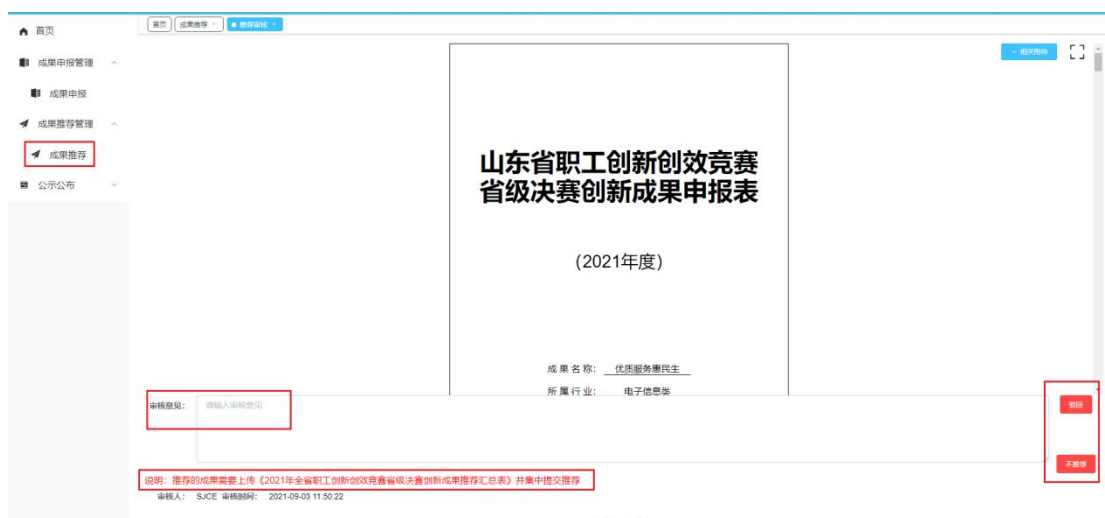 首页
成果申报管理
成果申报
成果推荐管理
成果推荐
公示公布
首页 成果推荐 × 推荐审核 ×
相关附件
山东省职工创新创效竞赛
省级决赛创新成果申报表
(2021年度)
成果名称: 优质服务惠民生
所属行业: 电子信息类
审核意见: 请输入审核意见
驳回
不推荐
说明:推荐的成果需要上传《2021年全省职工创新创效竞赛省级决赛创新成果推荐汇总表》并集中提交推荐
审核人: SJCE 审核时间: 2021-09-03 11:50:22